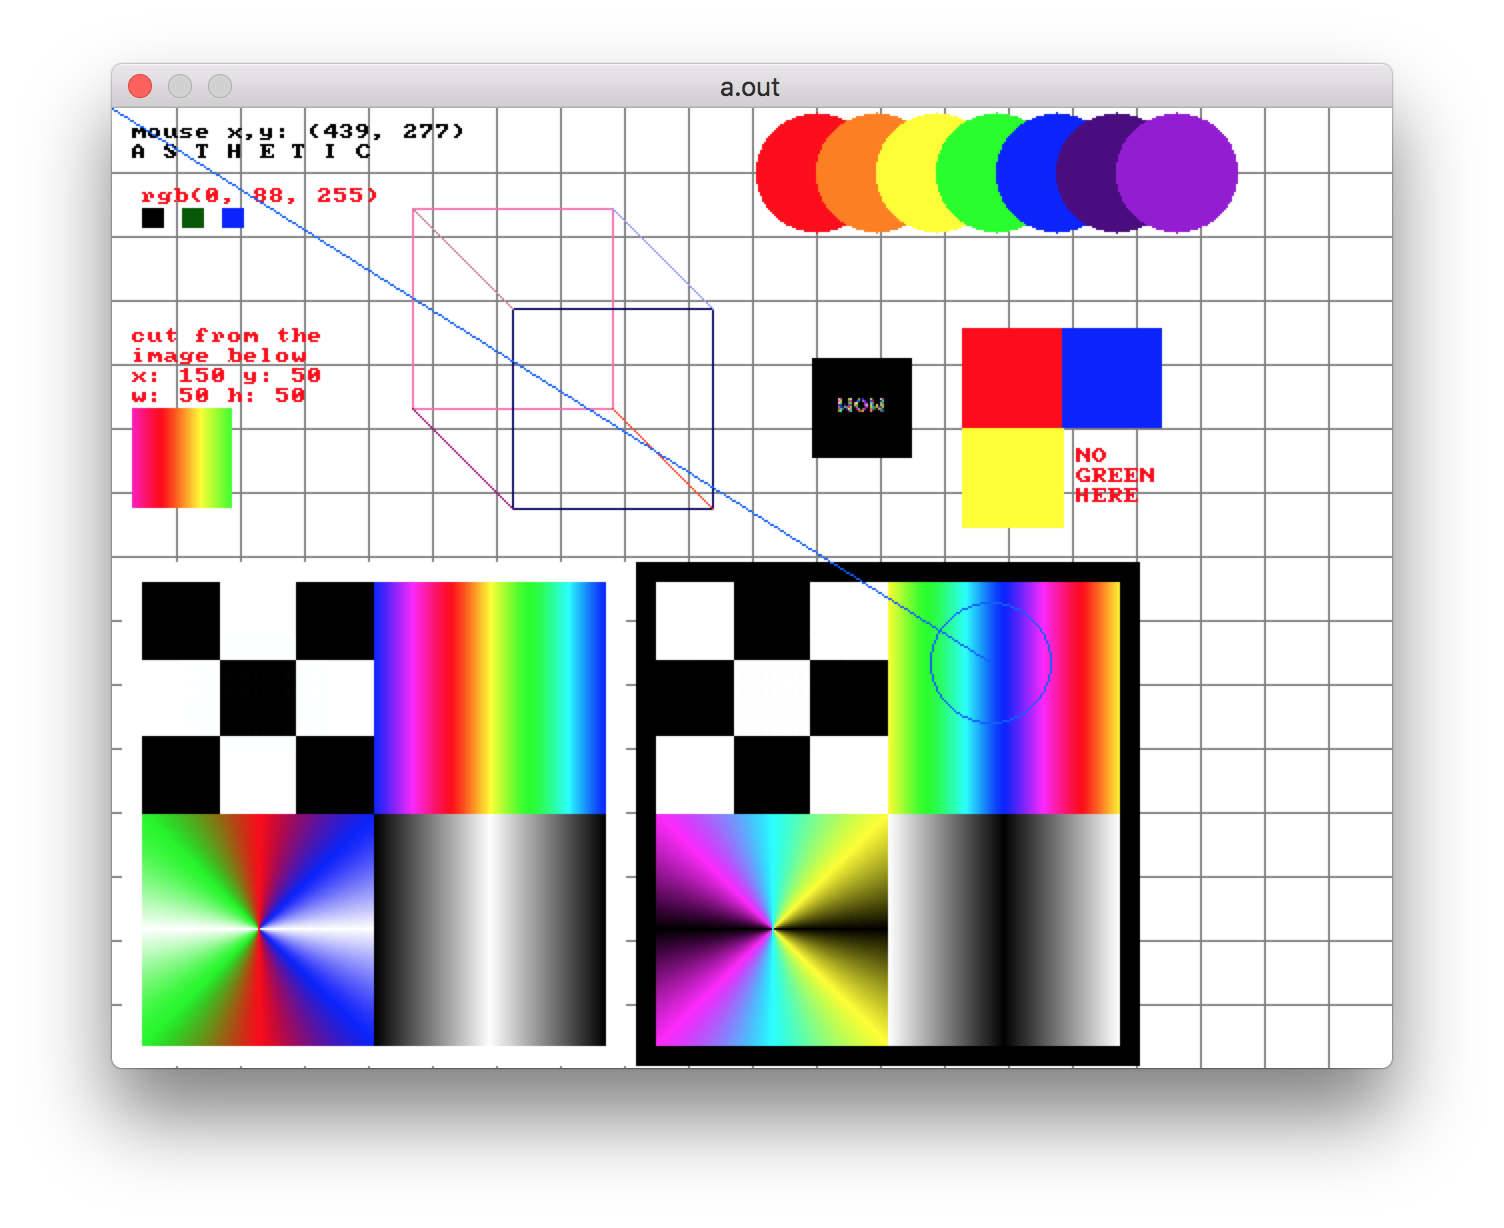 a.out
mouse x,y: (439, 277)
A S T H E T I C
rgb(0, 88, 255)
cut from the
image below
x: 150 y: 50
w: 50 h: 50
WOW
NO
GREEN
HERE